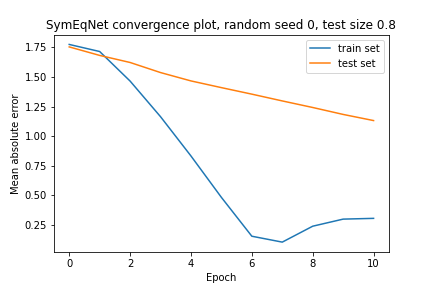 SymEqNet convergence plot, random seed 0, test size 0.8
train set
test set
Mean absolute error
1.75
1.50
1.25
1.00
0.75
0.50
0.25
0 2 4 6 8 10
Epoch